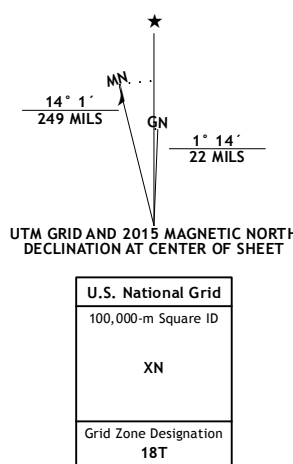 ★
MN
GN
14° 1´
249 MILS
1° 14´
22 MILS
UTM GRID AND 2015 MAGNETIC NORTH
DECLINATION AT CENTER OF SHEET
U.S. National Grid
100,000-m Square ID
XN
Grid Zone Designation
18T